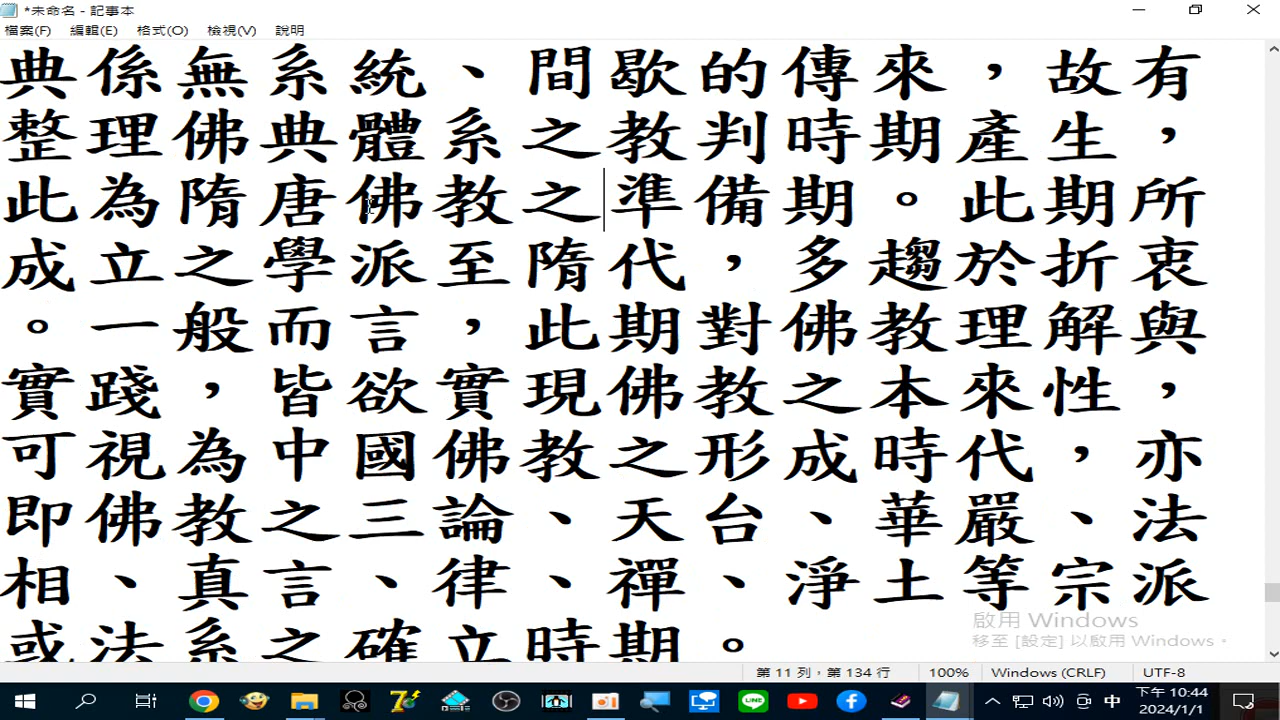 *未命名 - 記事本
檔案(F) 編輯(E) 格式(O) 檢視(V) 說明
典係無系統、間歇的傳來，故有
整理佛典體系之教判時期產生，
此為隋唐佛教之準備期。此期所
成立之學派至隋代，多趨於折衷
。一般而言，此期對佛教理解與
實踐，皆欲實現佛教之本來性，
可視為中國佛教之形成時代，亦
即佛教之三論、天台、華嚴、法
相、真言、律、禪、淨土等宗派
或法系之確立時期。
啟用 Windows
移至 [設定] 以啟用 Windows。
第 11 列，第 134 行 100% Windows (CRLF) UTF-8
中 下午 10:44
2024/1/1